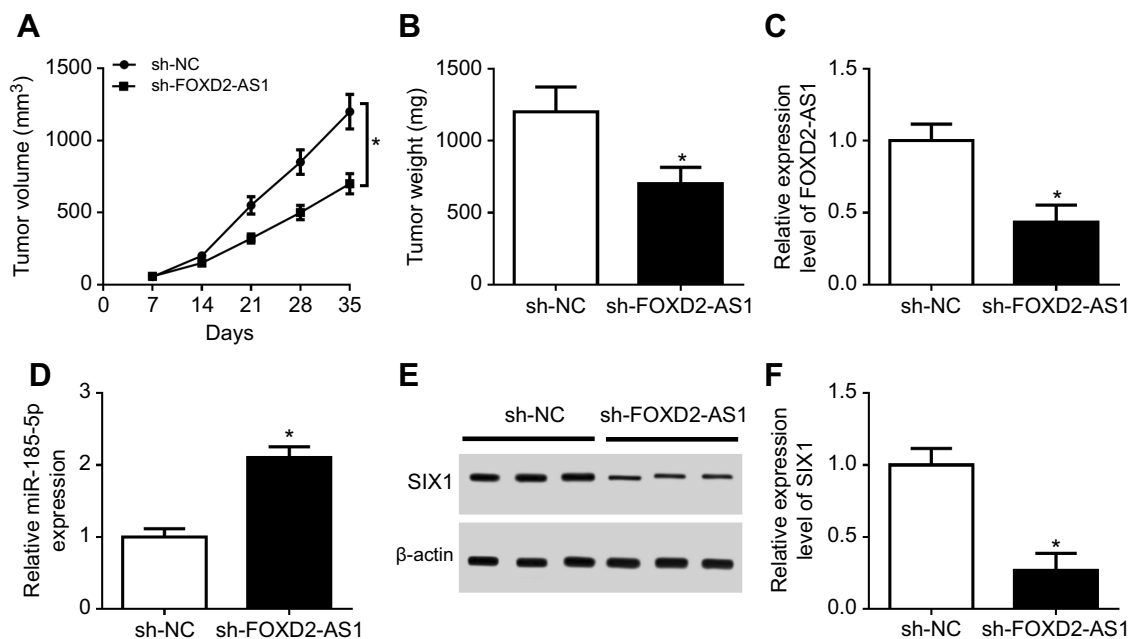 A
sh-NC
sh-FOXD2-AS1
Tumor volume (mm³)
1500
1000
500
0
*
0 7 14 21 28 35
Days
B
Tumor weight (mg)
1500
1000
500
0
*
sh-NC sh-FOXD2-AS1
C
Relative expression
level of FOXD2-AS1
1.5
1.0
0.5
0.0
*
sh-NC sh-FOXD2-AS1
D
Relative miR-185-5p
expression
3
2
1
0
*
sh-NC sh-FOXD2-AS1
E
sh-NC sh-FOXD2-AS1
SIX1
β-actin
F
Relative expression
level of SIX1
1.5
1.0
0.5
0.0
*
sh-NC sh-FOXD2-AS1